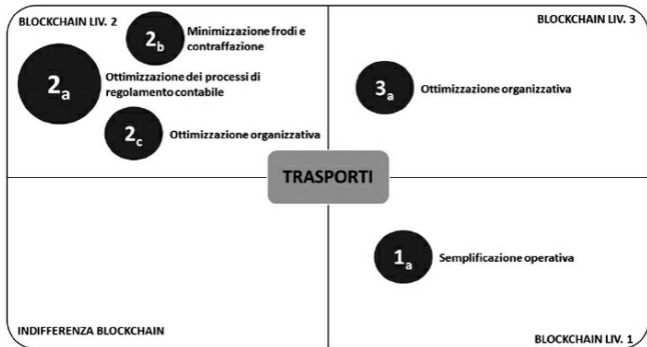 BLOCKCHAIN LIV. 2
2b
Minimizzazione frodi e
contraffazione
2a
Ottimizzazione dei processi di
regolamento contabile
2c
Ottimizzazione organizzativa
BLOCKCHAIN LIV. 3
3a
Ottimizzazione organizzativa
TRASPORTI
INDIFFERENZA BLOCKCHAIN
1a
Semplificazione operativa
BLOCKCHAIN LIV. 1